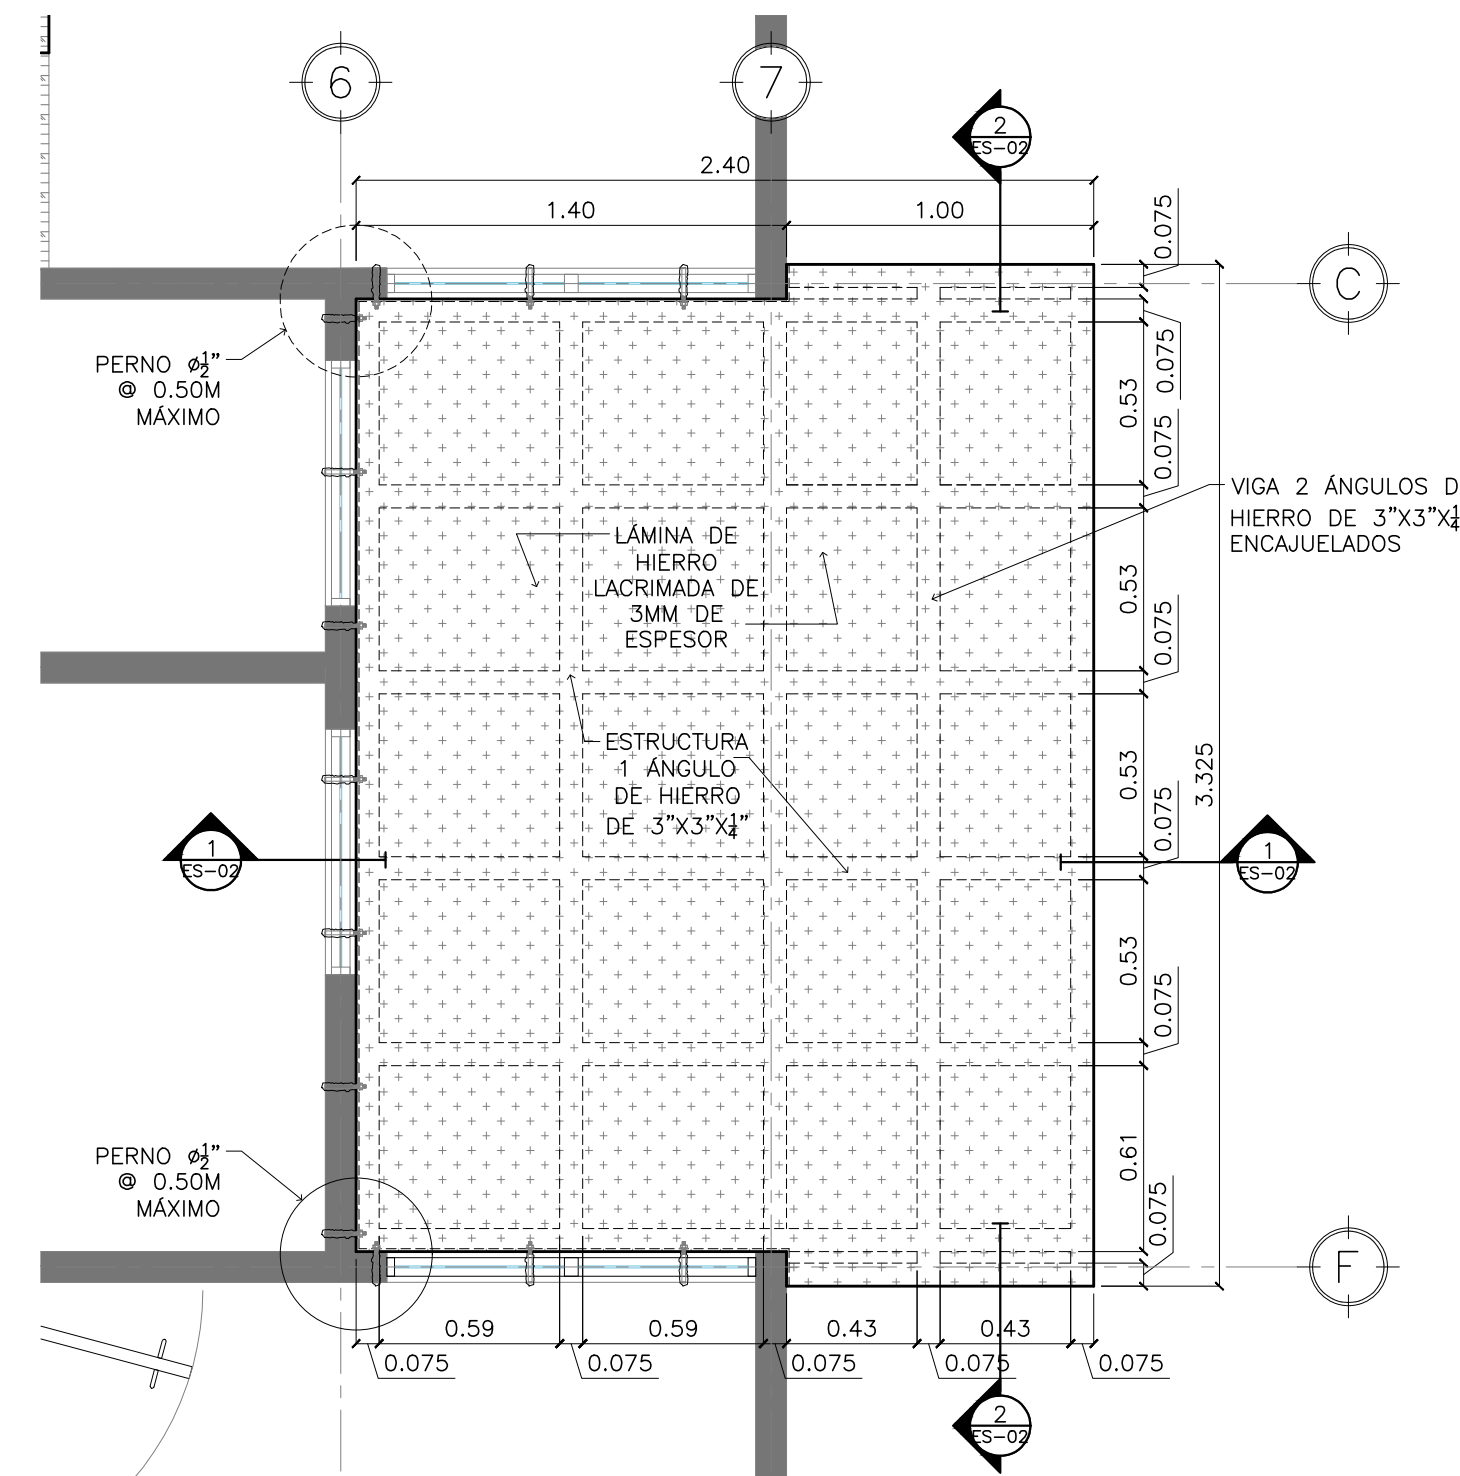 6
7
2
ES-02
2.40
1.40
1.00
0.075
C
PERNO ø1/2"
@ 0.50M
MÁXIMO
0.075
0.53
0.075
VIGA 2 ÁNGULOS D
HIERRO DE 3"X3"X1/4
ENCAJUELADOS
LÁMINA DE
HIERRO
LACRIMADA DE
3MM DE
ESPESOR
0.53
0.075
ESTRUCTURA
1 ÁNGULO
DE HIERRO
DE 3"X3"X1/4"
0.53
3.325
0.075
1
ES-02
1
ES-02
0.53
0.075
PERNO ø1/2"
@ 0.50M
MÁXIMO
0.61
0.075
F
0.59
0.59
0.43
0.43
0.075
0.075
0.075
0.075
0.075
2
ES-02